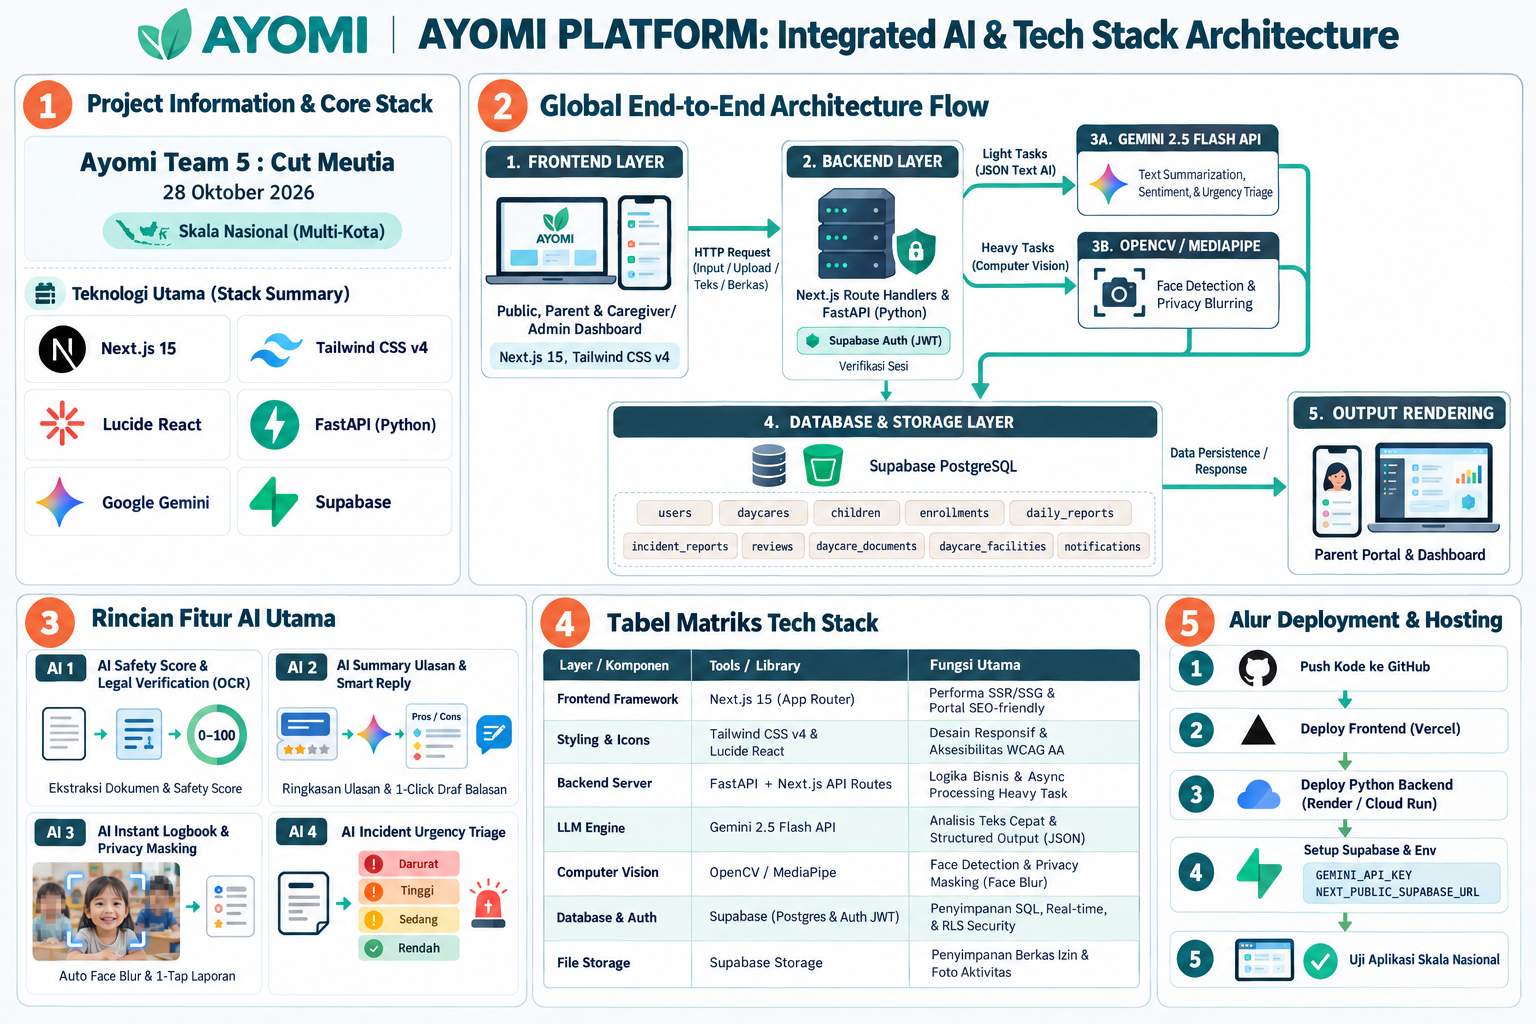 AYOMI
AYOMI PLATFORM: Integrated AI & Tech Stack Architecture
1
Project Information & Core Stack
Ayomi Team 5 : Cut Meutia
28 Oktober 2026
Skala Nasional (Multi-Kota)
Teknologi Utama (Stack Summary)
N
Next.js 15
Tailwind CSS v4
Lucide React
FastAPI (Python)
Google Gemini
Supabase
2
Global End-to-End Architecture Flow
1. FRONTEND LAYER
AYOMI
Public, Parent & Caregiver/
Admin Dashboard
Next.js 15, Tailwind CSS v4
HTTP Request
(Input / Upload /
Teks / Berkas)
2. BACKEND LAYER
Next.js Route Handlers &
FastAPI (Python)
Supabase Auth (JWT)
Verifikasi Sesi
Light Tasks
(JSON Text AI)
Heavy Tasks
(Computer Vision)
3A. GEMINI 2.5 FLASH API
Text Summarization,
Sentiment, & Urgency Triage
3B. OPENCV / MEDIAPIPE
Face Detection &
Privacy Blurring
4. DATABASE & STORAGE LAYER
Supabase PostgreSQL
users
daycares
children
enrollments
daily_reports
incident_reports
reviews
daycare_documents
daycare_facilities
notifications
Data Persistence /
Response
5. OUTPUT RENDERING
Parent Portal & Dashboard
3
Rincian Fitur AI Utama
AI 1
AI Safety Score &
Legal Verification (OCR)
0–100
Ekstraksi Dokumen & Safety Score
AI 2
AI Summary Ulasan &
Smart Reply
Pros / Cons
Ringkasan Ulasan & 1-Click Draf Balasan
AI 3
AI Instant Logbook &
Privacy Masking
Auto Face Blur & 1-Tap Laporan
AI 4
AI Incident Urgency Triage
Darurat
Tinggi
Sedang
Rendah
4
Tabel Matriks Tech Stack
Layer / Komponen
Tools / Library
Fungsi Utama
Frontend Framework
Next.js 15 (App Router)
Performa SSR/SSG &
Portal SEO-friendly
Styling & Icons
Tailwind CSS v4 &
Lucide React
Desain Responsif &
Aksesibilitas WCAG AA
Backend Server
FastAPI + Next.js API Routes
Logika Bisnis & Async
Processing Heavy Task
LLM Engine
Gemini 2.5 Flash API
Analisis Teks Cepat &
Structured Output (JSON)
Computer Vision
OpenCV / MediaPipe
Face Detection & Privacy
Masking (Face Blur)
Database & Auth
Supabase (Postgres & Auth JWT)
Penyimpanan SQL, Real-time,
& RLS Security
File Storage
Supabase Storage
Penyimpanan Berkas Izin &
Foto Aktivitas
5
Alur Deployment & Hosting
1
Push Kode ke GitHub
2
Deploy Frontend (Vercel)
3
Deploy Python Backend
(Render / Cloud Run)
4
Setup Supabase & Env
GEMINI_API_KEY
NEXT_PUBLIC_SUPABASE_URL
5
Uji Aplikasi Skala Nasional